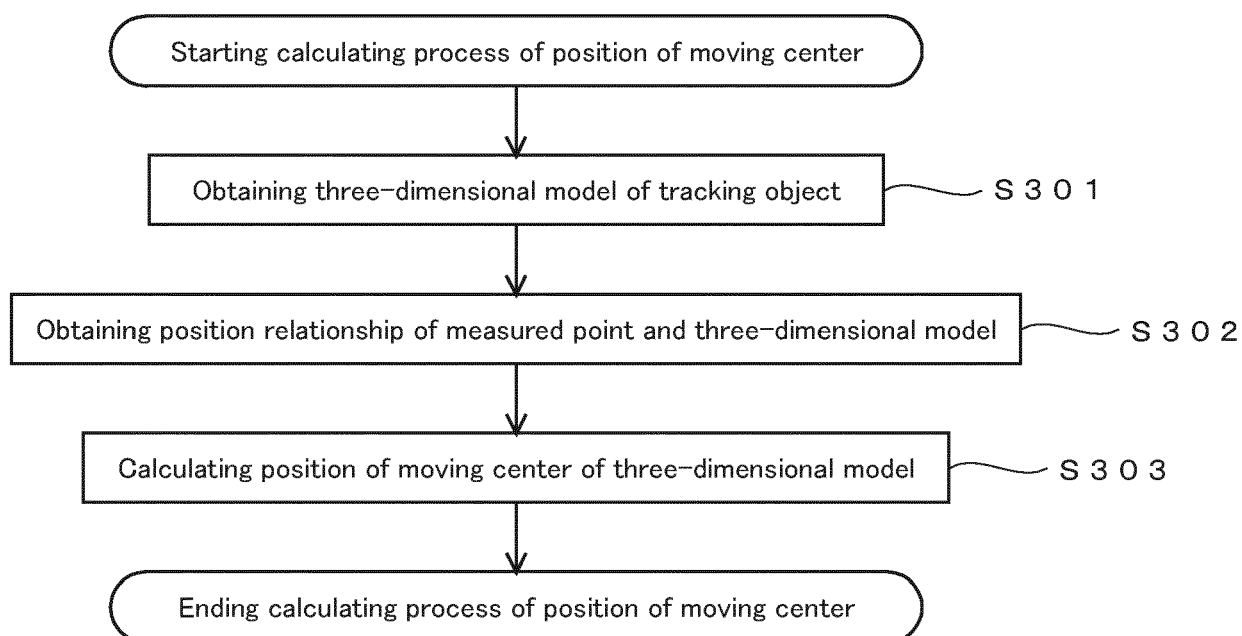 Starting calculating process of position of moving center
Obtaining three-dimensional model of tracking object
S301
Obtaining position relationship of measured point and three-dimensional model
S302
Calculating position of moving center of three-dimensional model
S303
Ending calculating process of position of moving center